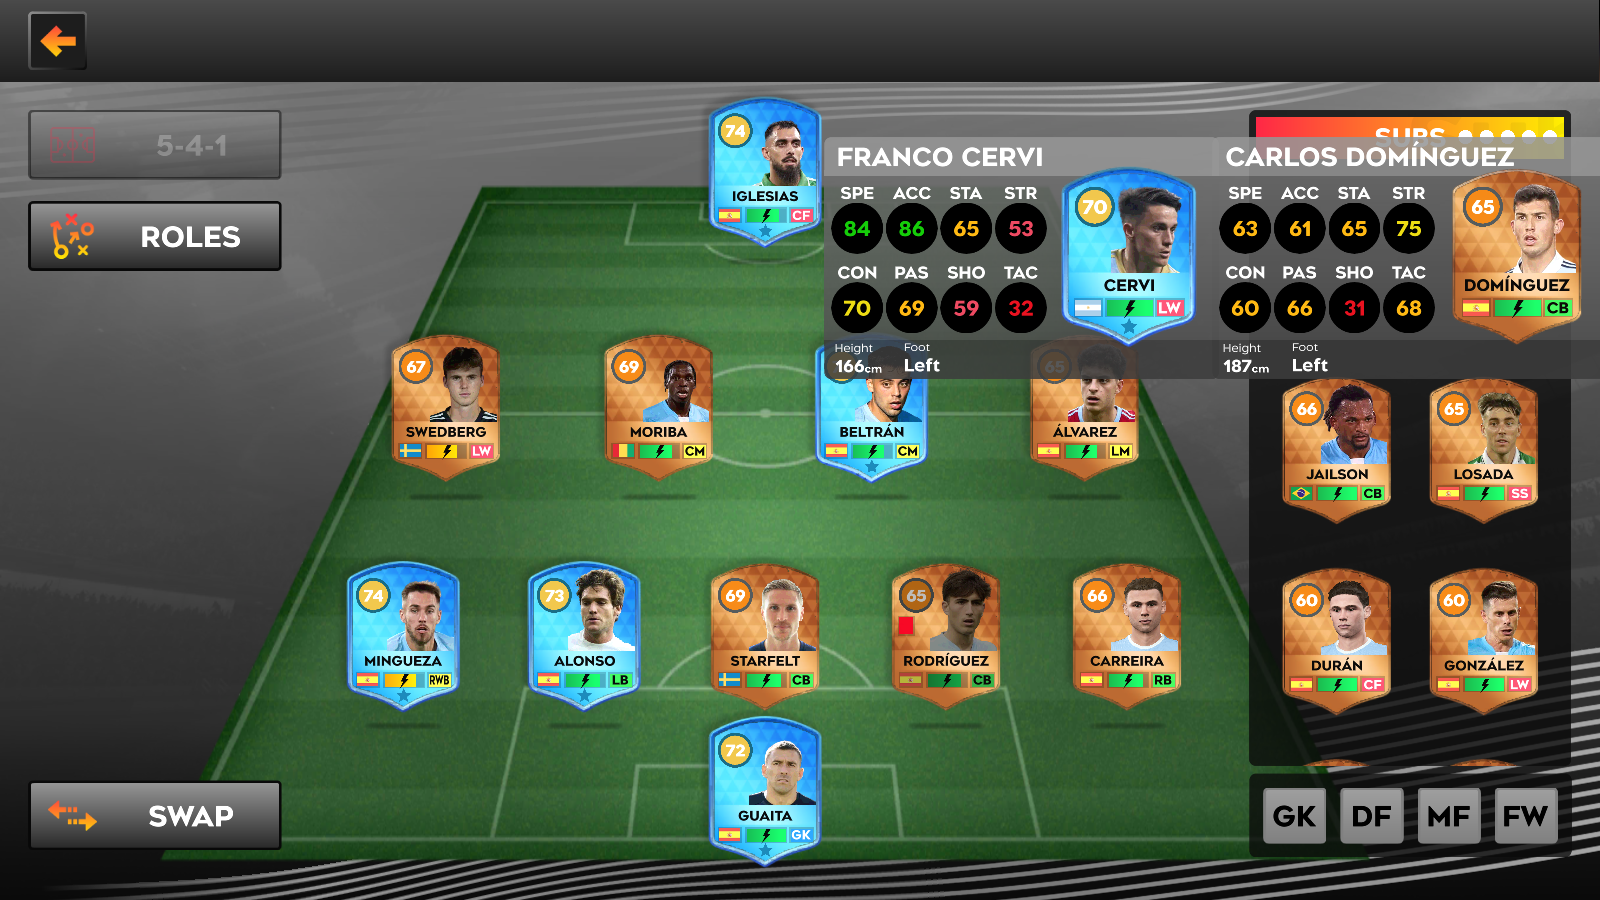 5-4-1
ROLES
SWAP
74
IGLESIAS
CF
SUBS
FRANCO CERVI
SPE ACC STA STR
84 86 65 53
CON PAS SHO TAC
70 69 59 32
Height Foot
166cm Left
70
CERVI
LW
CARLOS DOMÍNGUEZ
SPE ACC STA STR
63 61 65 75
CON PAS SHO TAC
60 66 31 68
Height Foot
187cm Left
65
DOMÍNGUEZ
CB
67
SWEDBERG
LW
69
MORIBA
CM
BELTRÁN
CM
65
ÁLVAREZ
LM
66
JAILSON
CB
65
LOSADA
SS
74
MINGUEZA
RWB
73
ALONSO
LB
69
STARFELT
CB
65
RODRÍGUEZ
CB
66
CARREIRA
RB
60
DURÁN
CF
60
GONZÁLEZ
LW
72
GUAITA
GK
GK DF MF FW